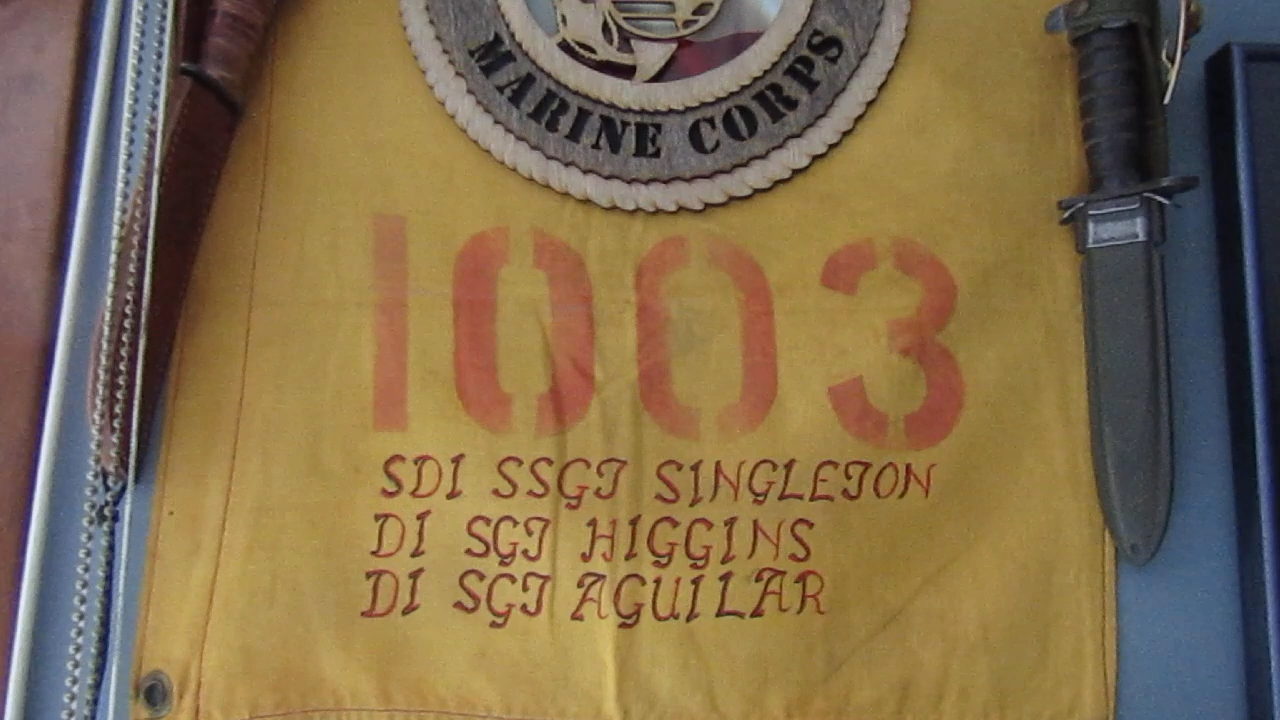 MARINE CORPS
1003
SDI SSGT SINGLETON
DI SGT HIGGINS
DI SGT AGUILAR